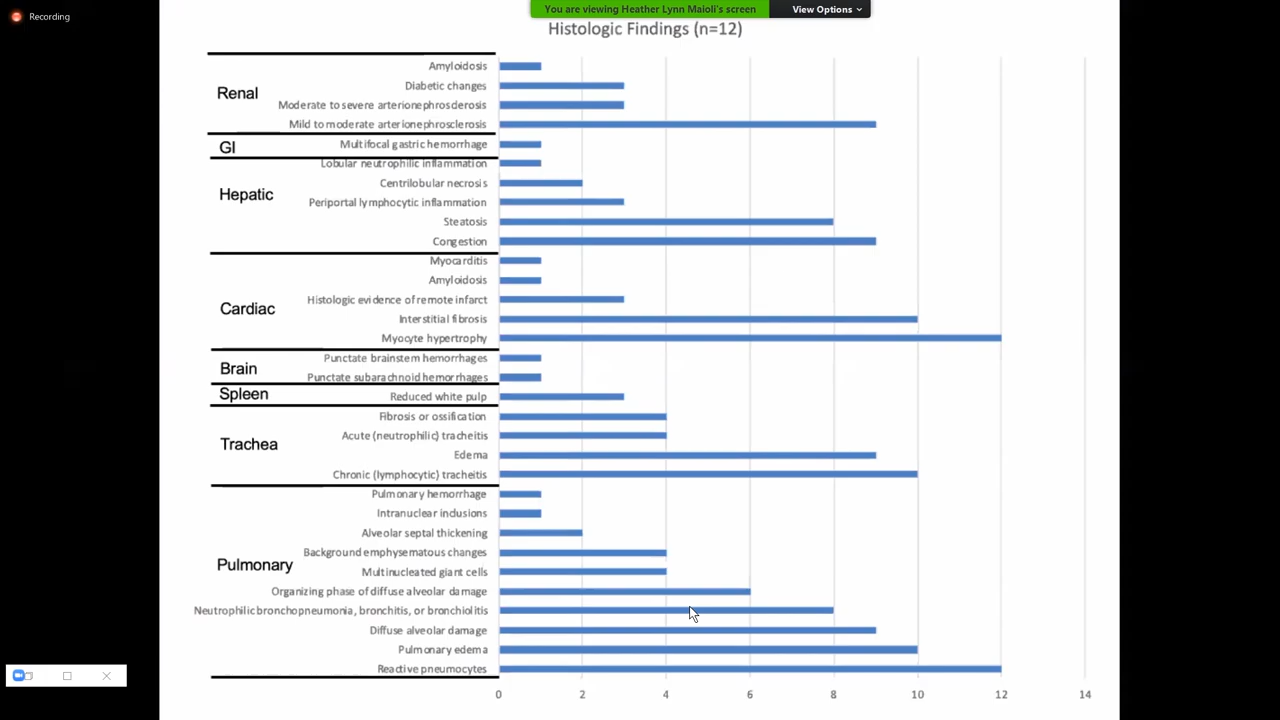 Recording
You are viewing Heather Lynn Maioli's screen
View Options
Histologic Findings (n=12)
Renal
Amyloidosis
Diabetic changes
Moderate to severe arterionephrosclerosis
Mild to moderate arterionephrosclerosis
GI
Multifocal gastric hemorrhage
Hepatic
Lobular neutrophilic inflammation
Centrilobular necrosis
Periportal lymphocytic inflammation
Steatosis
Congestion
Cardiac
Myocarditis
Amyloidosis
Histologic evidence of remote infarct
Interstitial fibrosis
Myocyte hypertrophy
Brain
Punctate brainstem hemorrhages
Punctate subarachnoid hemorrhages
Spleen
Reduced white pulp
Trachea
Fibrosis or ossification
Acute (neutrophilic) tracheitis
Edema
Chronic (lymphocytic) tracheitis
Pulmonary
Pulmonary hemorrhage
Intranuclear inclusions
Alveolar septal thickening
Background emphysematous changes
Multinucleated giant cells
Organizing phase of diffuse alveolar damage
Neutrophilic bronchopneumonia, bronchitis, or bronchiolitis
Diffuse alveolar damage
Pulmonary edema
Reactive pneumocytes
0 2 4 6 8 10 12 14